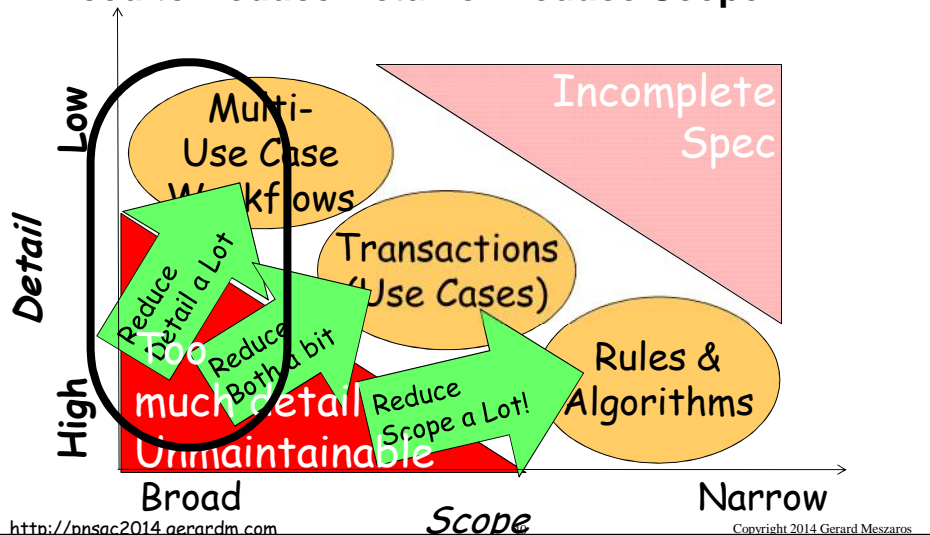 Incomplete
Spec
Low
Multi-
Use Case
Workflows
Detail
Transactions
(Use Cases)
Reduce
Detail a Lot
Reduce
Both a bit
Rules &
Algorithms
Too
much detail
Unmaintainable
Reduce
Scope a Lot!
High
Broad
Narrow
Scope
http://pnsqc2014.gerardm.com
Copyright 2014 Gerard Meszaros